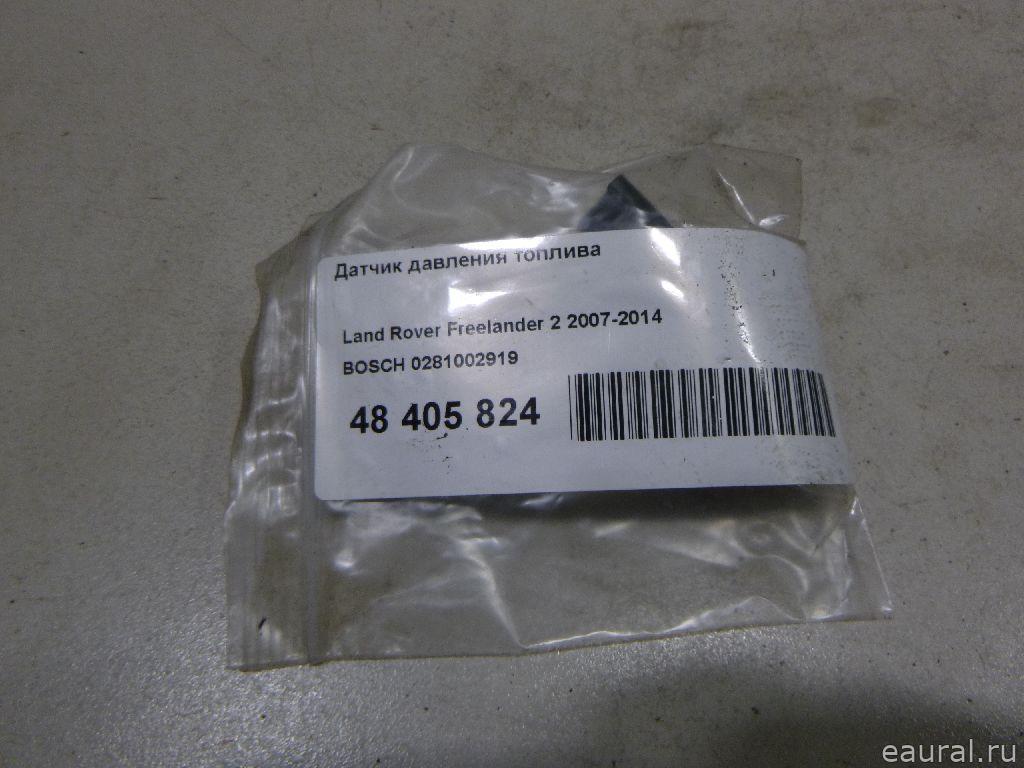 Датчик давления топлива
Land Rover Freelander 2 2007-2014
BOSCH 0281002919
48 405 824
eaural.ru